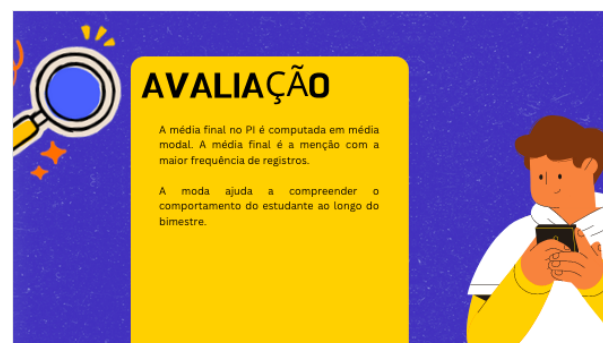 AVALIAÇÃO
A média final no PI é computada em média
modal. A média final é a menção com a
maior frequência de registros.
A moda ajuda a compreender o
comportamento do estudante ao longo do
bimestre.